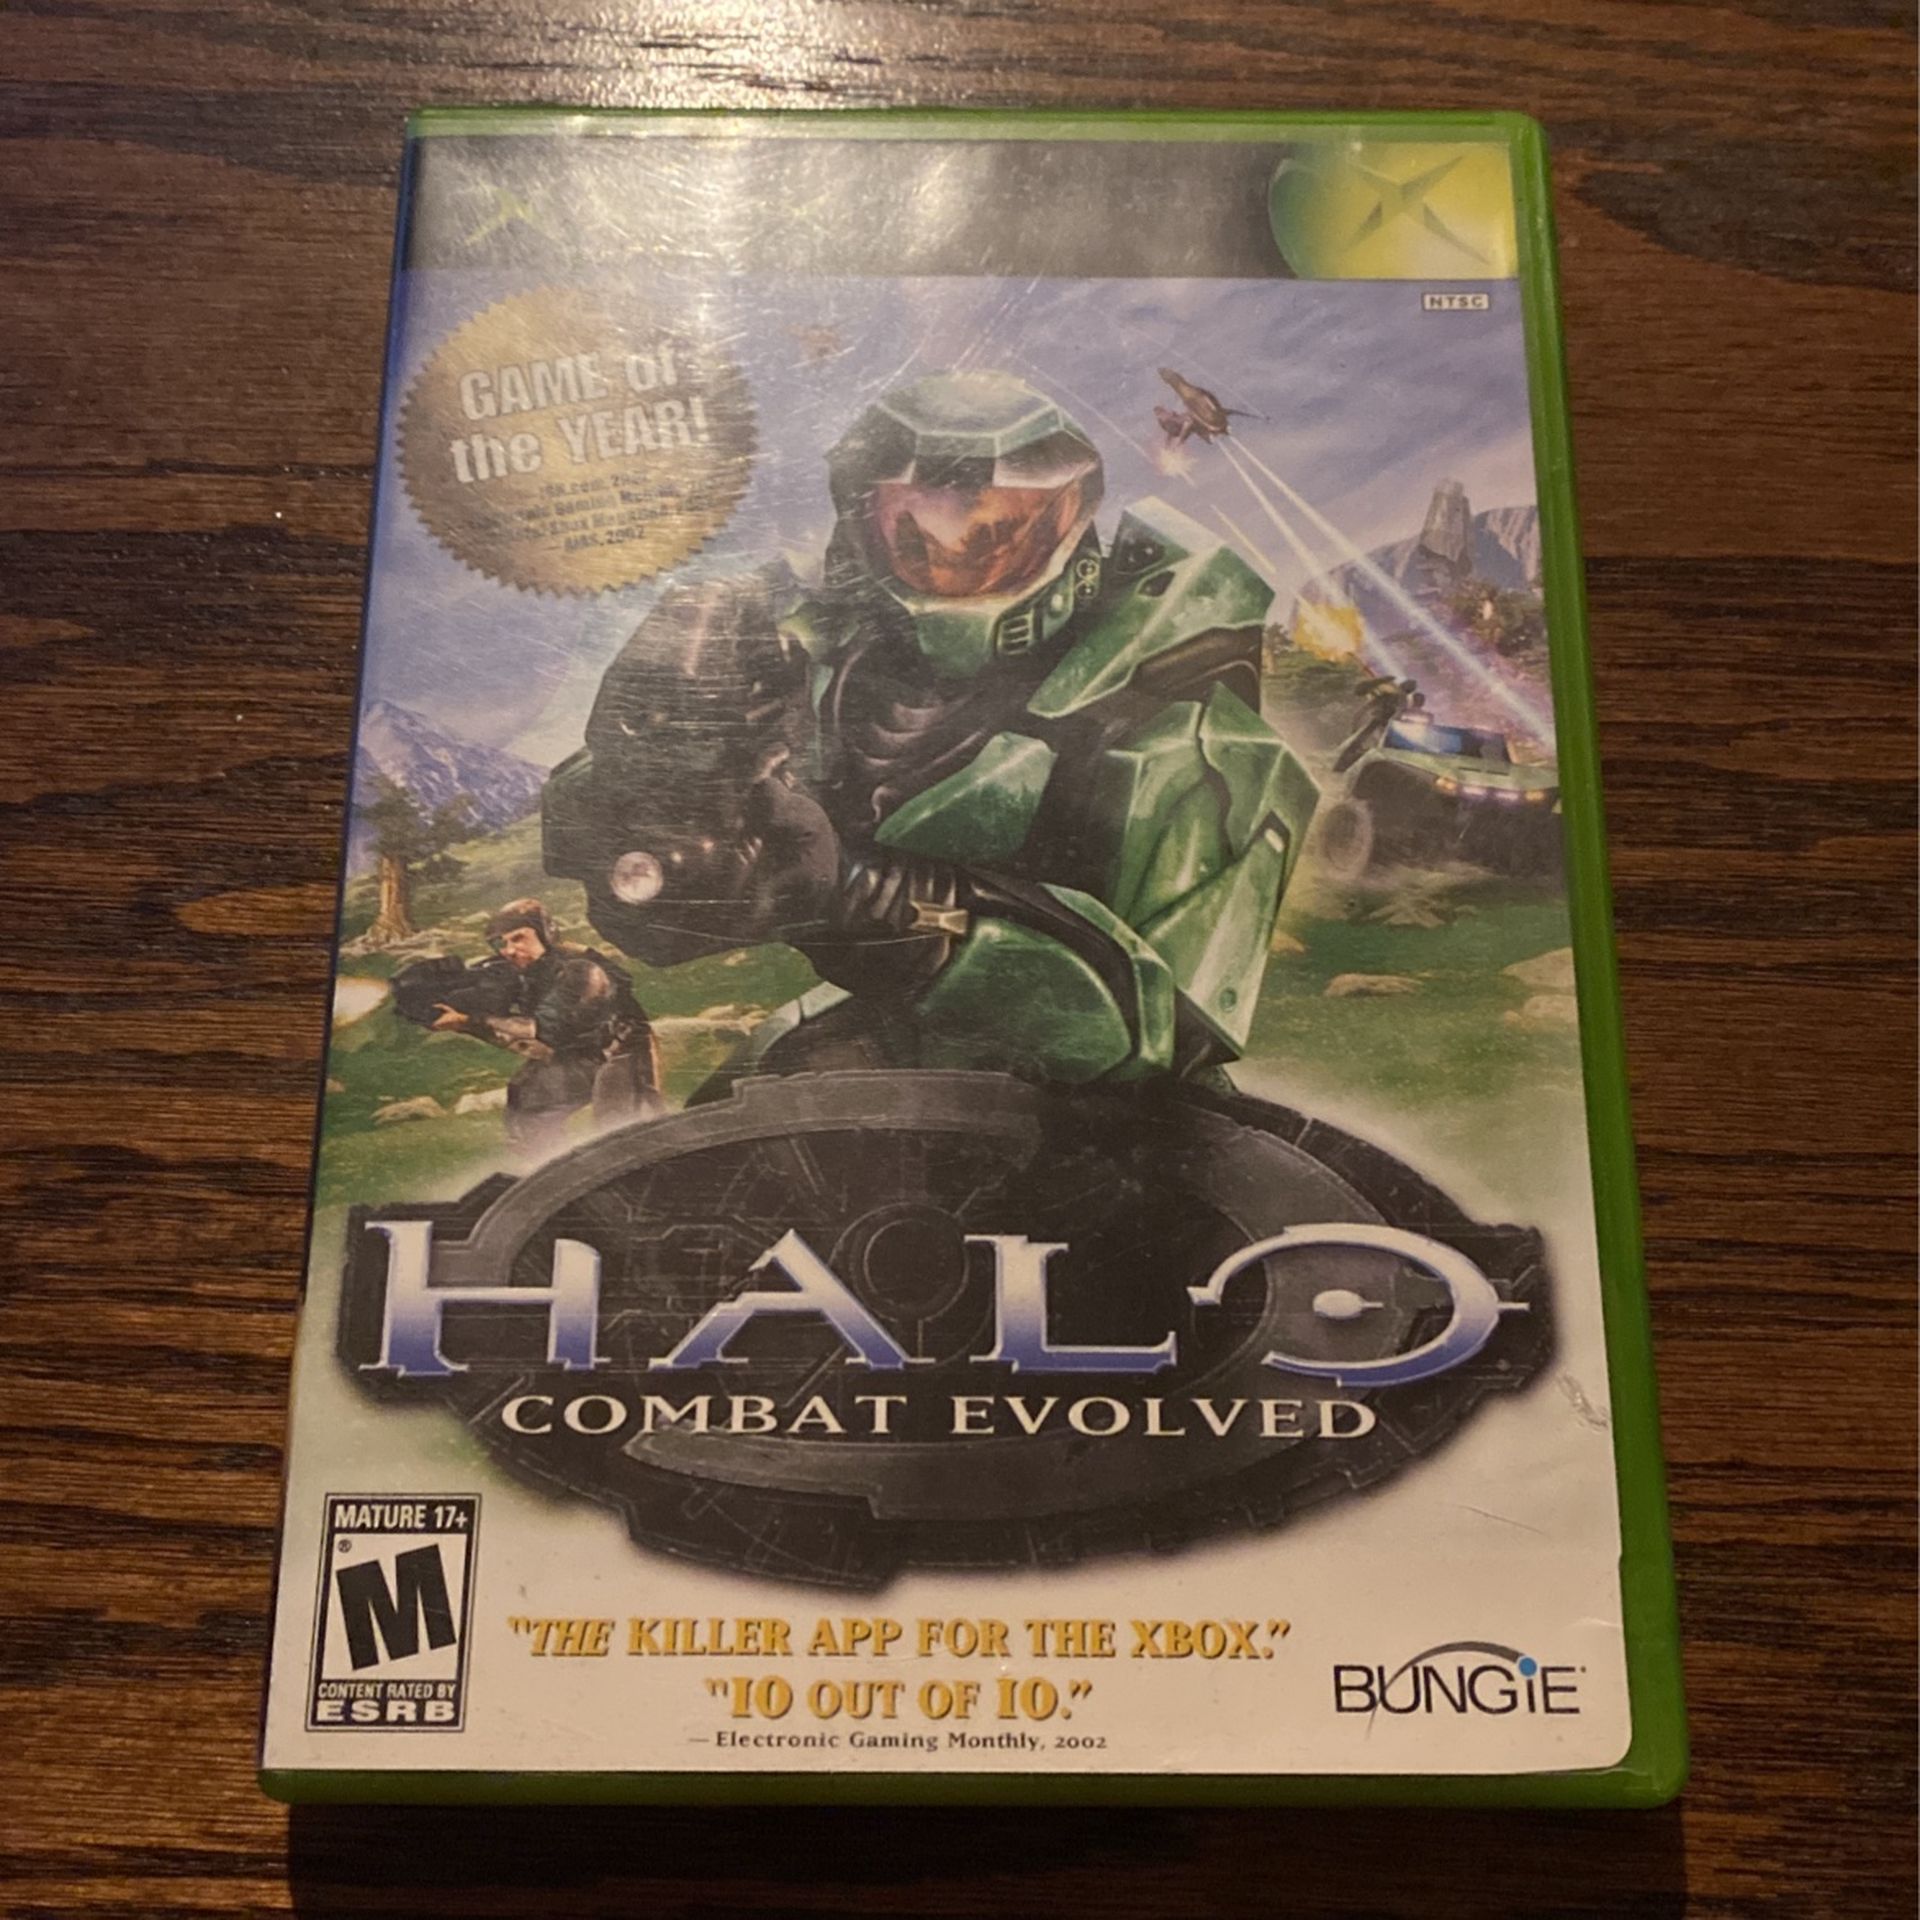 NTSC
GAME of
the YEAR!
HALO
COMBAT EVOLVED
MATURE 17+
M
®
CONTENT RATED BY
ESRB
"THE KILLER APP FOR THE XBOX."
"10 OUT OF 10."
— Electronic Gaming Monthly, 2002
BUNGiE